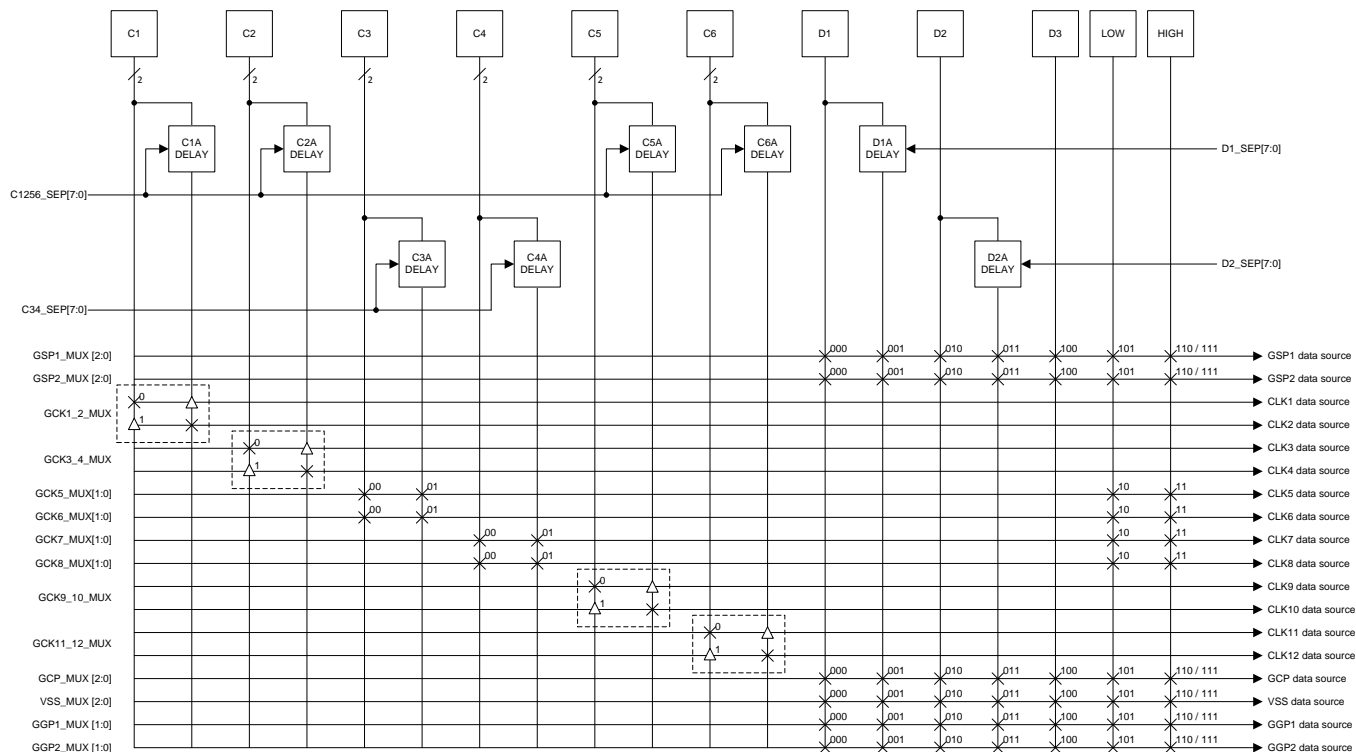 C1 C2 C3 C4 C5 C6 D1 D2 D3 LOW HIGH
2 2 2 2 2 2
C1A DELAY
C2A DELAY
C5A DELAY
C6A DELAY
D1A DELAY
D1_SEP[7:0]
C1256_SEP[7:0]
C3A DELAY
C4A DELAY
D2A DELAY
D2_SEP[7:0]
C34_SEP[7:0]
GSP1_MUX [2:0] 000 001 010 011 100 101 110 / 111 GSP1 data source
GSP2_MUX [2:0] 000 001 010 011 100 101 110 / 111 GSP2 data source
0 CLK1 data source
GCK1_2_MUX
1 CLK2 data source
0 CLK3 data source
GCK3_4_MUX
1 CLK4 data source
GCK5_MUX[1:0] 00 01 10 11 CLK5 data source
GCK6_MUX[1:0] 00 01 10 11 CLK6 data source
GCK7_MUX[1:0] 00 01 10 11 CLK7 data source
GCK8_MUX[1:0] 00 01 10 11 CLK8 data source
0 CLK9 data source
GCK9_10_MUX
1 CLK10 data source
0 CLK11 data source
GCK11_12_MUX
1 CLK12 data source
GCP_MUX [2:0] 000 001 010 011 100 101 110 / 111 GCP data source
VSS_MUX [2:0] 000 001 010 011 100 101 110 / 111 VSS data source
GGP1_MUX [1:0] 000 001 010 011 100 101 110 / 111 GGP1 data source
GGP2_MUX [1:0] 000 001 010 011 100 101 110 / 111 GGP2 data source